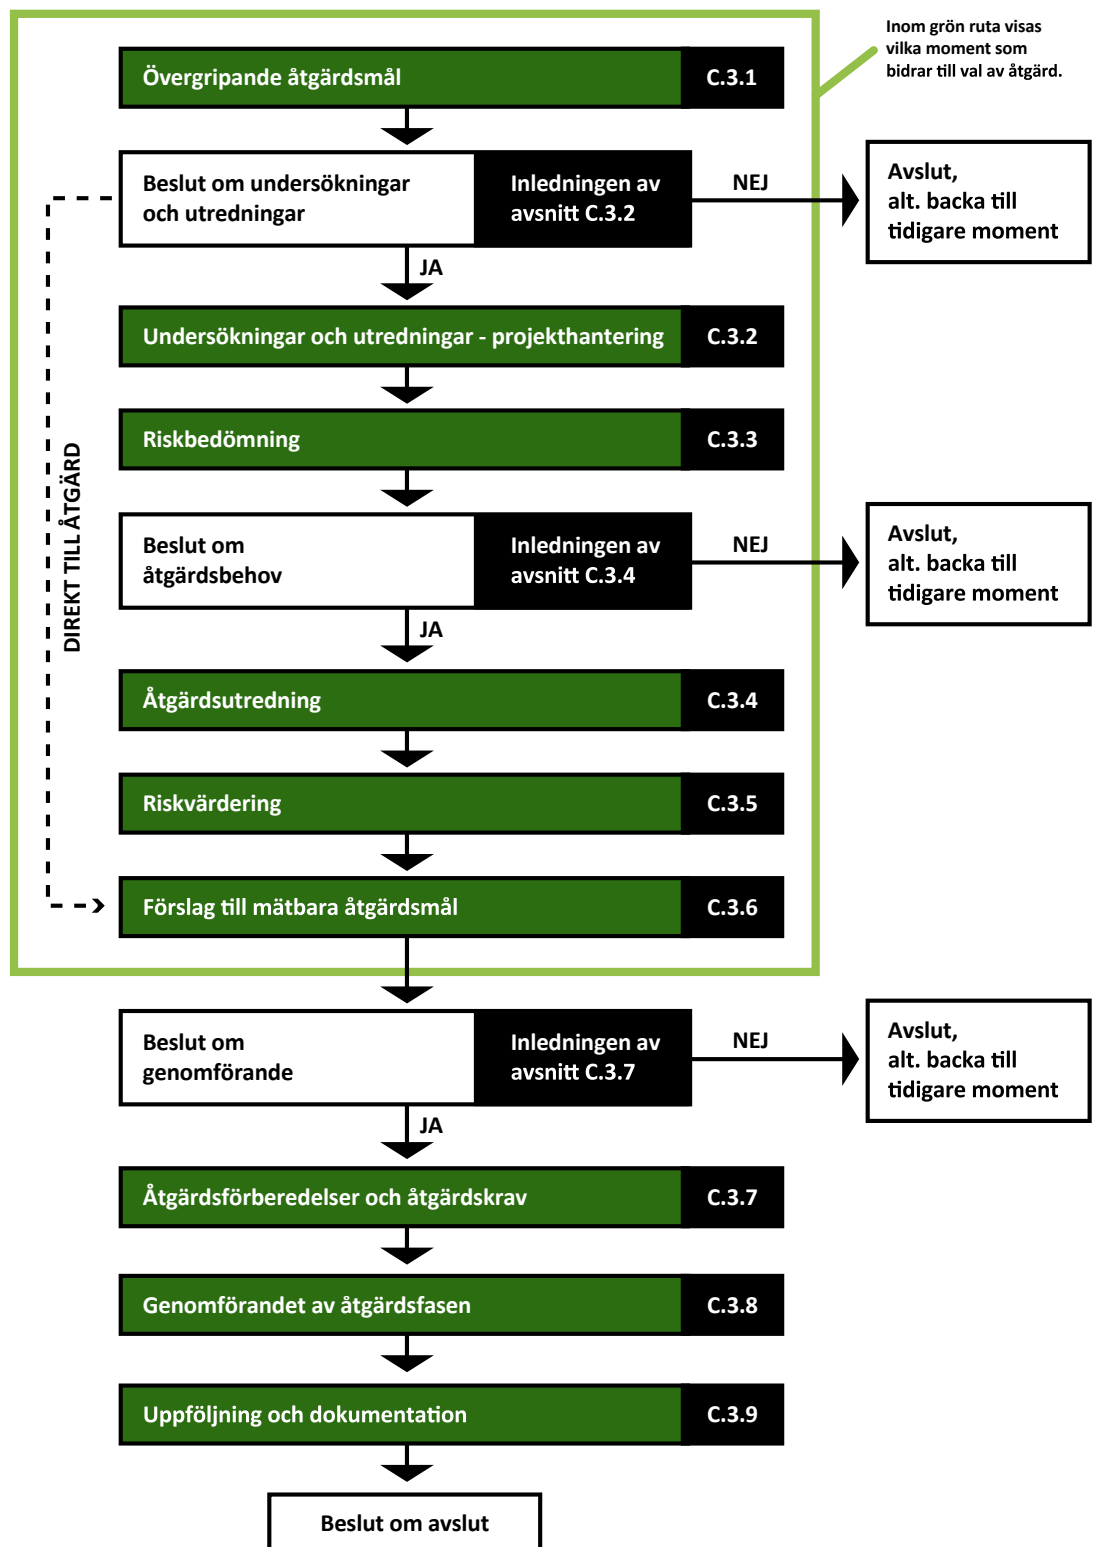 Inom grön ruta visas
vilka moment som
bidrar till val av åtgärd.
Övergripande åtgärdsmål C.3.1
Beslut om undersökningar
och utredningar
Inledningen av
avsnitt C.3.2
NEJ
Avslut,
alt. backa till
tidigare moment
JA
Undersökningar och utredningar - projekthantering C.3.2
Riskbedömning C.3.3
DIREKT TILL ÅTGÄRD
Beslut om
åtgärdsbehov
Inledningen av
avsnitt C.3.4
NEJ
Avslut,
alt. backa till
tidigare moment
JA
Åtgärdsutredning C.3.4
Riskvärdering C.3.5
Förslag till mätbara åtgärdsmål C.3.6
Beslut om
genomförande
Inledningen av
avsnitt C.3.7
NEJ
Avslut,
alt. backa till
tidigare moment
JA
Åtgärdsförberedelser och åtgärdskrav C.3.7
Genomförandet av åtgärdsfasen C.3.8
Uppföljning och dokumentation C.3.9
Beslut om avslut